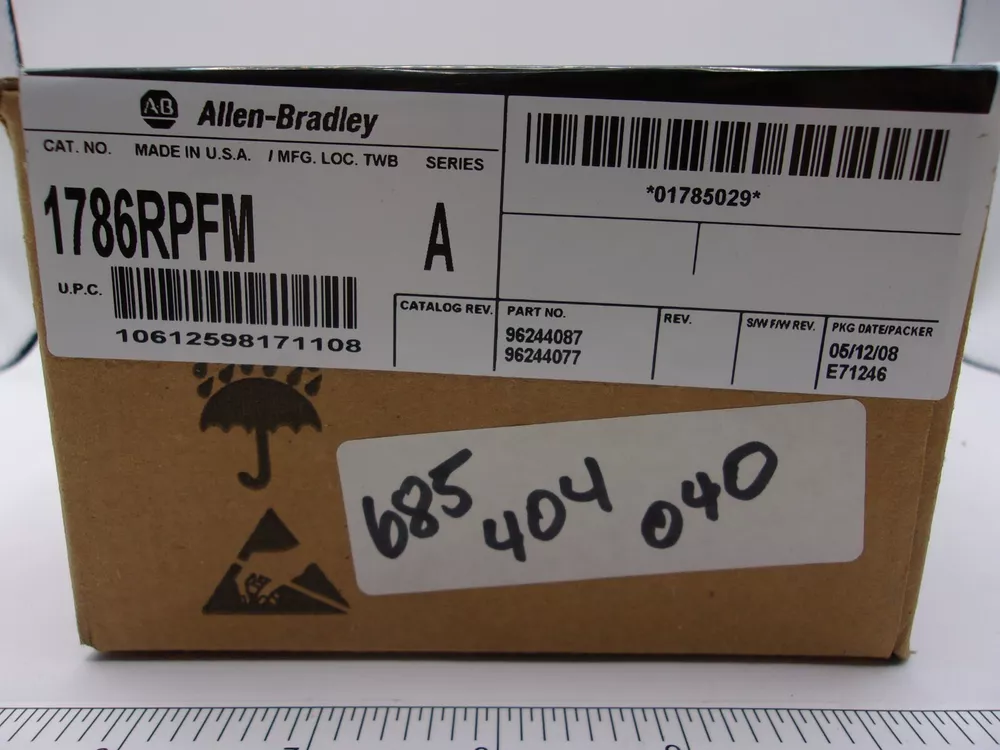 AB Allen-Bradley
CAT. NO. MADE IN U.S.A. / MFG. LOC. TWB SERIES
1786RPFM A
U.P.C.
10612598171108
*01785029*
CATALOG REV.
PART NO.
96244087
96244077
REV.
S/W F/W REV.
PKG DATE/PACKER
05/12/08
E71246
685 404 040